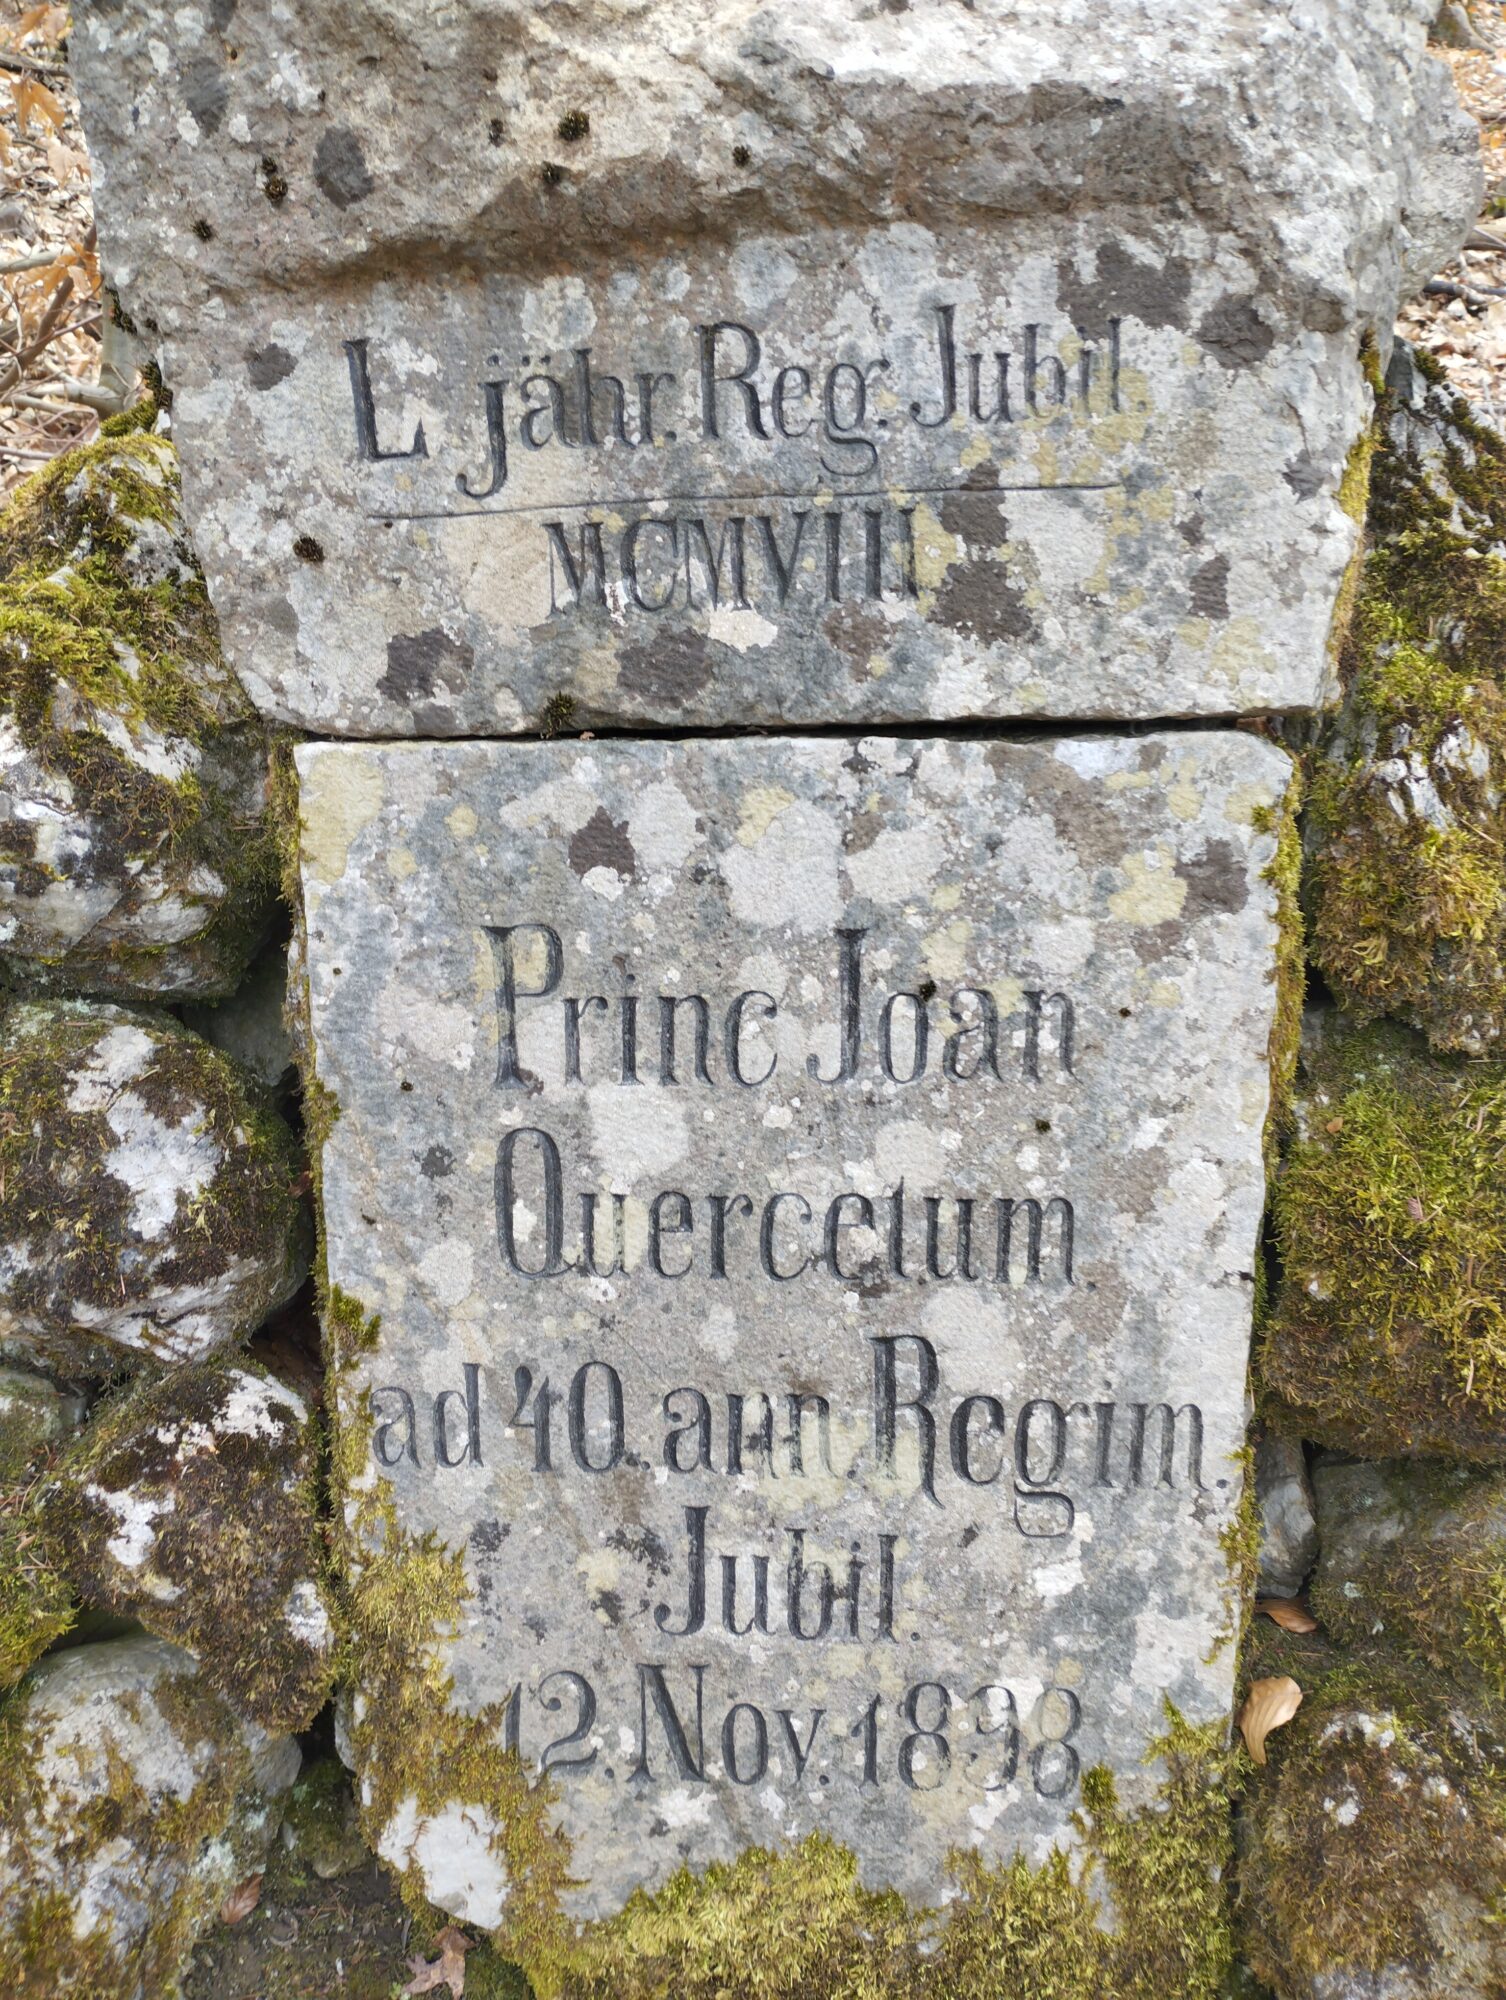 L jähr. Reg. Jubil.
MCMVIII
Princ Joan
Quercetum
ad 40. ann. Regim.
Jubil.
12. Nov. 1898